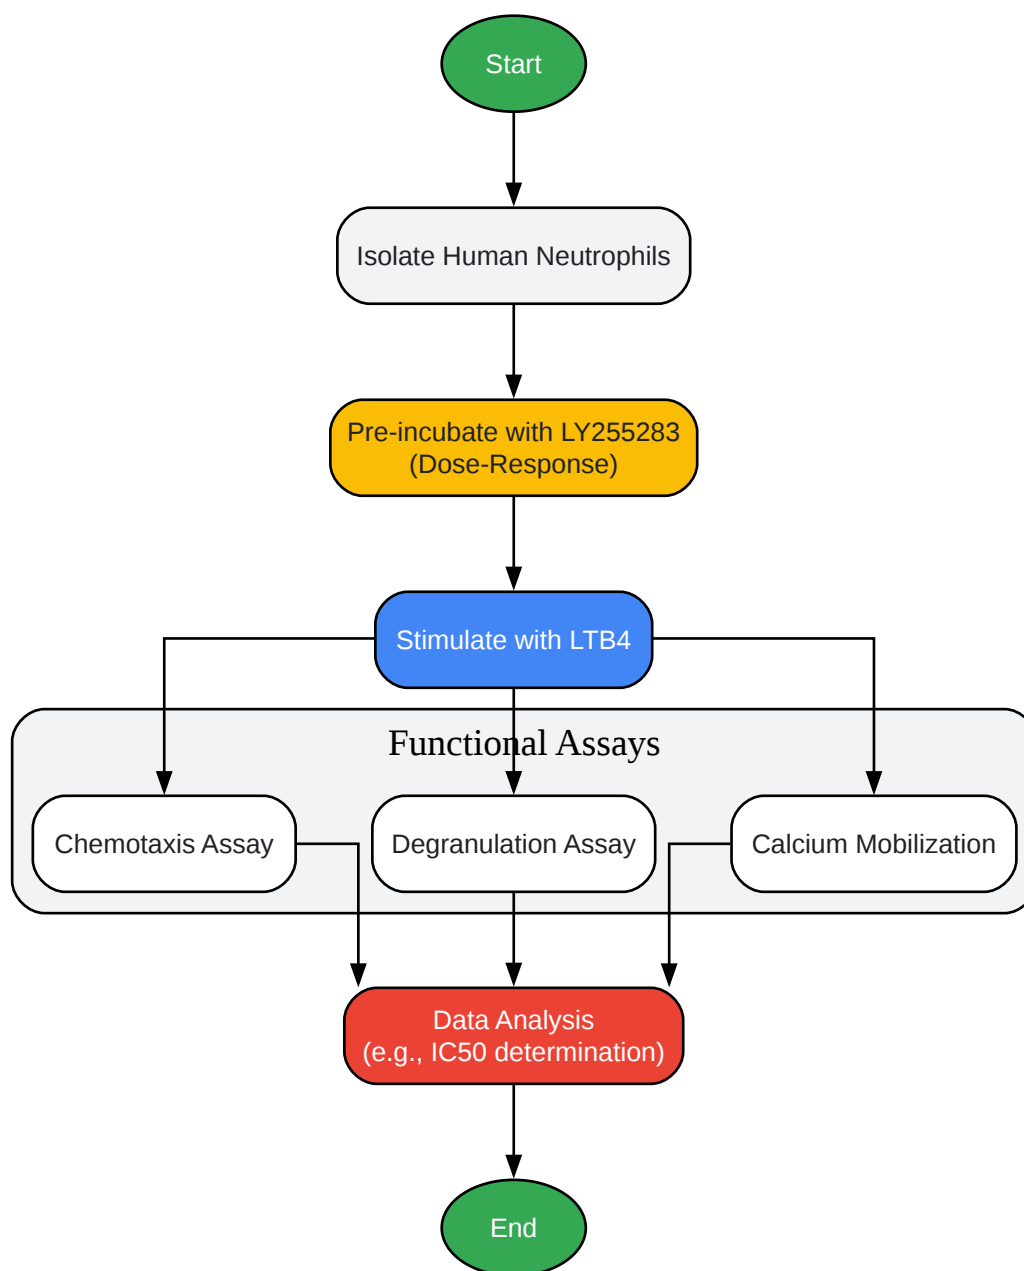 Start
Isolate Human Neutrophils
Pre-incubate with LY255283
(Dose-Response)
Stimulate with LTB4
Functional Assays
Chemotaxis Assay
Degranulation Assay
Calcium Mobilization
Data Analysis
(e.g., IC50 determination)
End